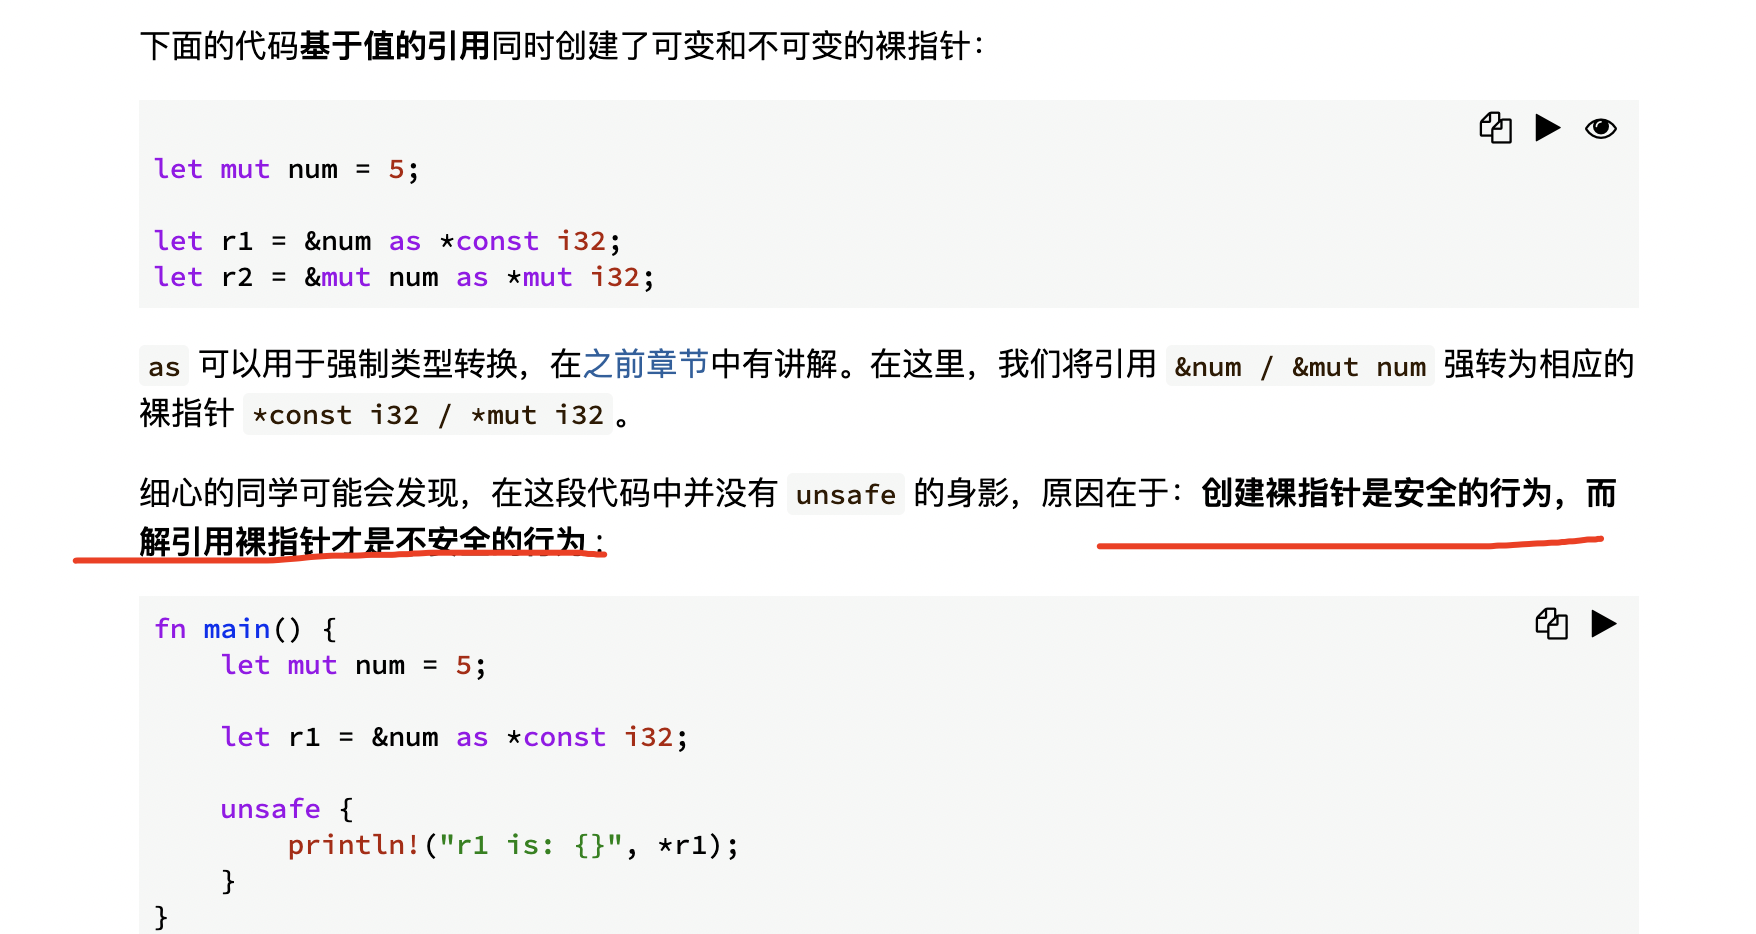 下面的代码基于值的引用同时创建了可变和不可变的裸指针：
let mut num = 5;
let r1 = &num as *const i32;
let r2 = &mut num as *mut i32;
as 可以用于强制类型转换，在之前章节中有讲解。在这里，我们将引用 &num / &mut num 强转为相应的
裸指针 *const i32 / *mut i32 。
细心的同学可能会发现，在这段代码中并没有 unsafe 的身影，原因在于：创建裸指针是安全的行为，而
解引用裸指针才是不安全的行为：
fn main() {
    let mut num = 5;
    let r1 = &num as *const i32;
    unsafe {
        println!("r1 is: {}", *r1);
    }
}